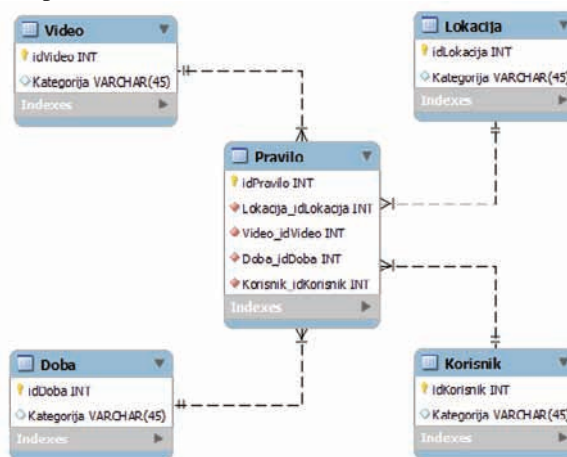 Video
idVideo INT
Kategorija VARCHAR(45)
Indexes
Lokacija
idLokacija INT
Kategorija VARCHAR(45)
Indexes
Pravilo
idPravilo INT
Lokacija_idLokacija INT
Video_idVideo INT
Doba_idDoba INT
Korisnik_idKorisnik INT
Indexes
Doba
idDoba INT
Kategorija VARCHAR(45)
Indexes
Korisnik
idKorisnik INT
Kategorija VARCHAR(45)
Indexes